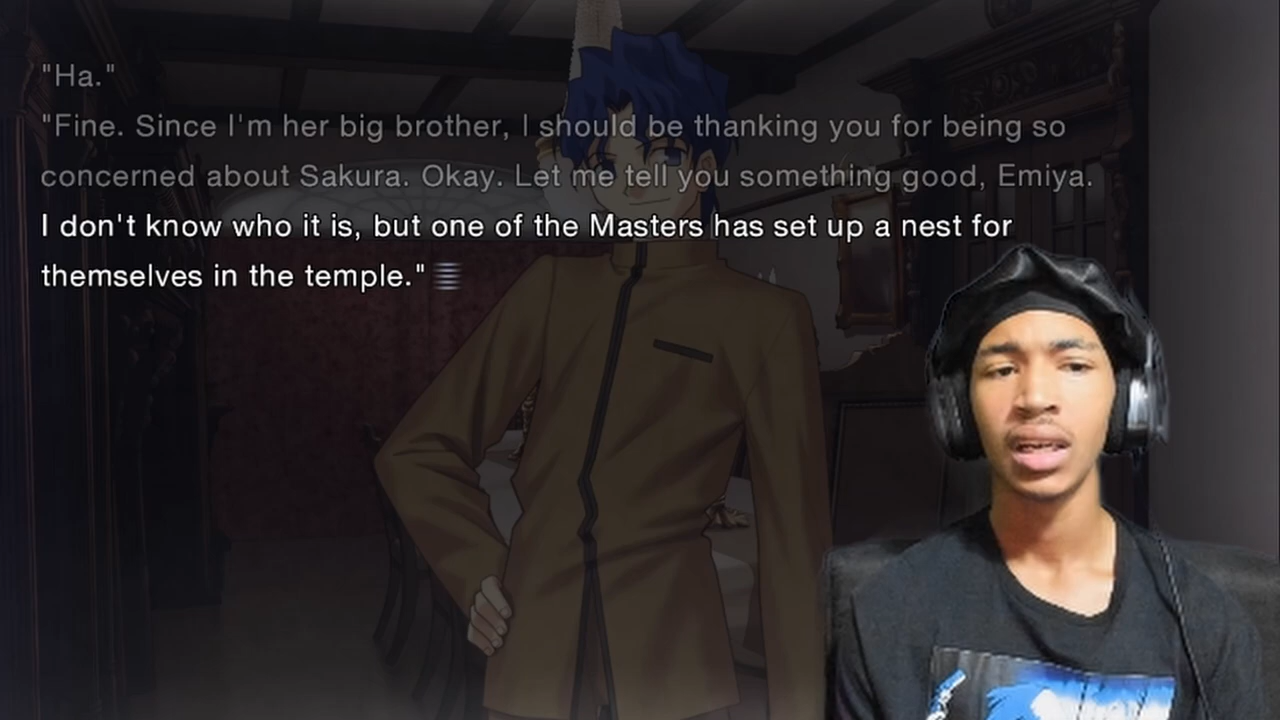 "Ha."
"Fine. Since I'm her big brother, I should be thanking you for being so
concerned about Sakura. Okay. Let me tell you something good, Emiya.
I don't know who it is, but one of the Masters has set up a nest for
themselves in the temple."